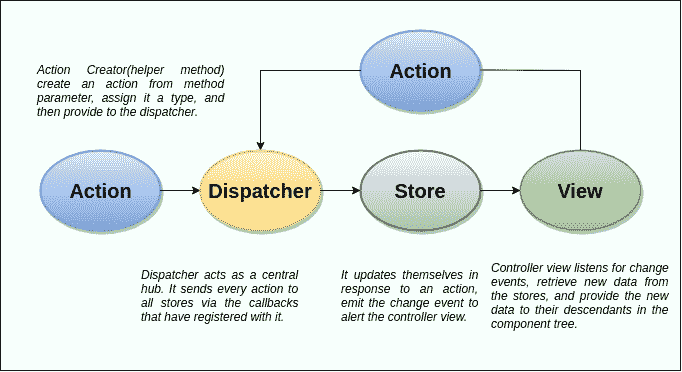 Action Creator(helper method)
create an action from method
parameter, assign it a type, and
then provide to the dispatcher.
Action
Action
Dispatcher
Store
View
Dispatcher acts as a central
hub. It sends every action to
all stores via the callbacks
that have registered with it.
It updates themselves in
response to an action,
emit the change event to
alert the controller view.
Controller view listens for change
events, retrieve new data from
the stores, and provide the new
data to their descendants in the
component tree.